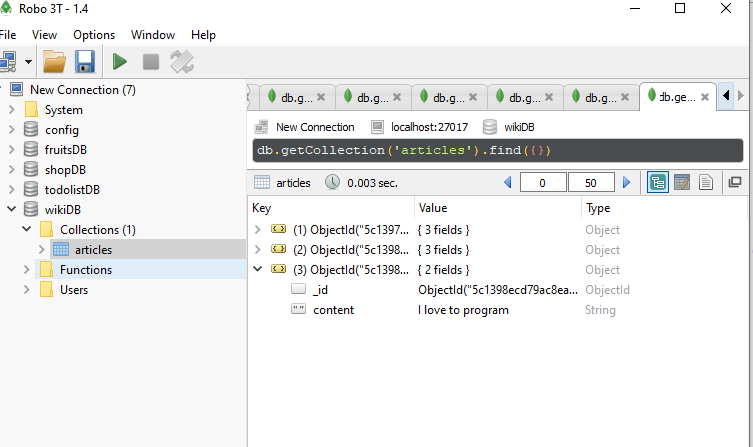 Robo 3T - 1.4
File View Options Window Help
New Connection (7)
System
config
fruitsDB
shopDB
todolistDB
wikiDB
Collections (1)
articles
Functions
Users
db.g... db.g... db.g... db.g... db.g... db.ge...
New Connection localhost:27017 wikiDB
db.getCollection('articles').find({})
articles 0.003 sec. 0 50
Key Value Type
(1) ObjectId("5c1397... { 3 fields } Object
(2) ObjectId("5c1398... { 3 fields } Object
(3) ObjectId("5c1398... { 2 fields } Object
_id ObjectId("5c1398ecd79ac8ea... ObjectId
content I love to program String